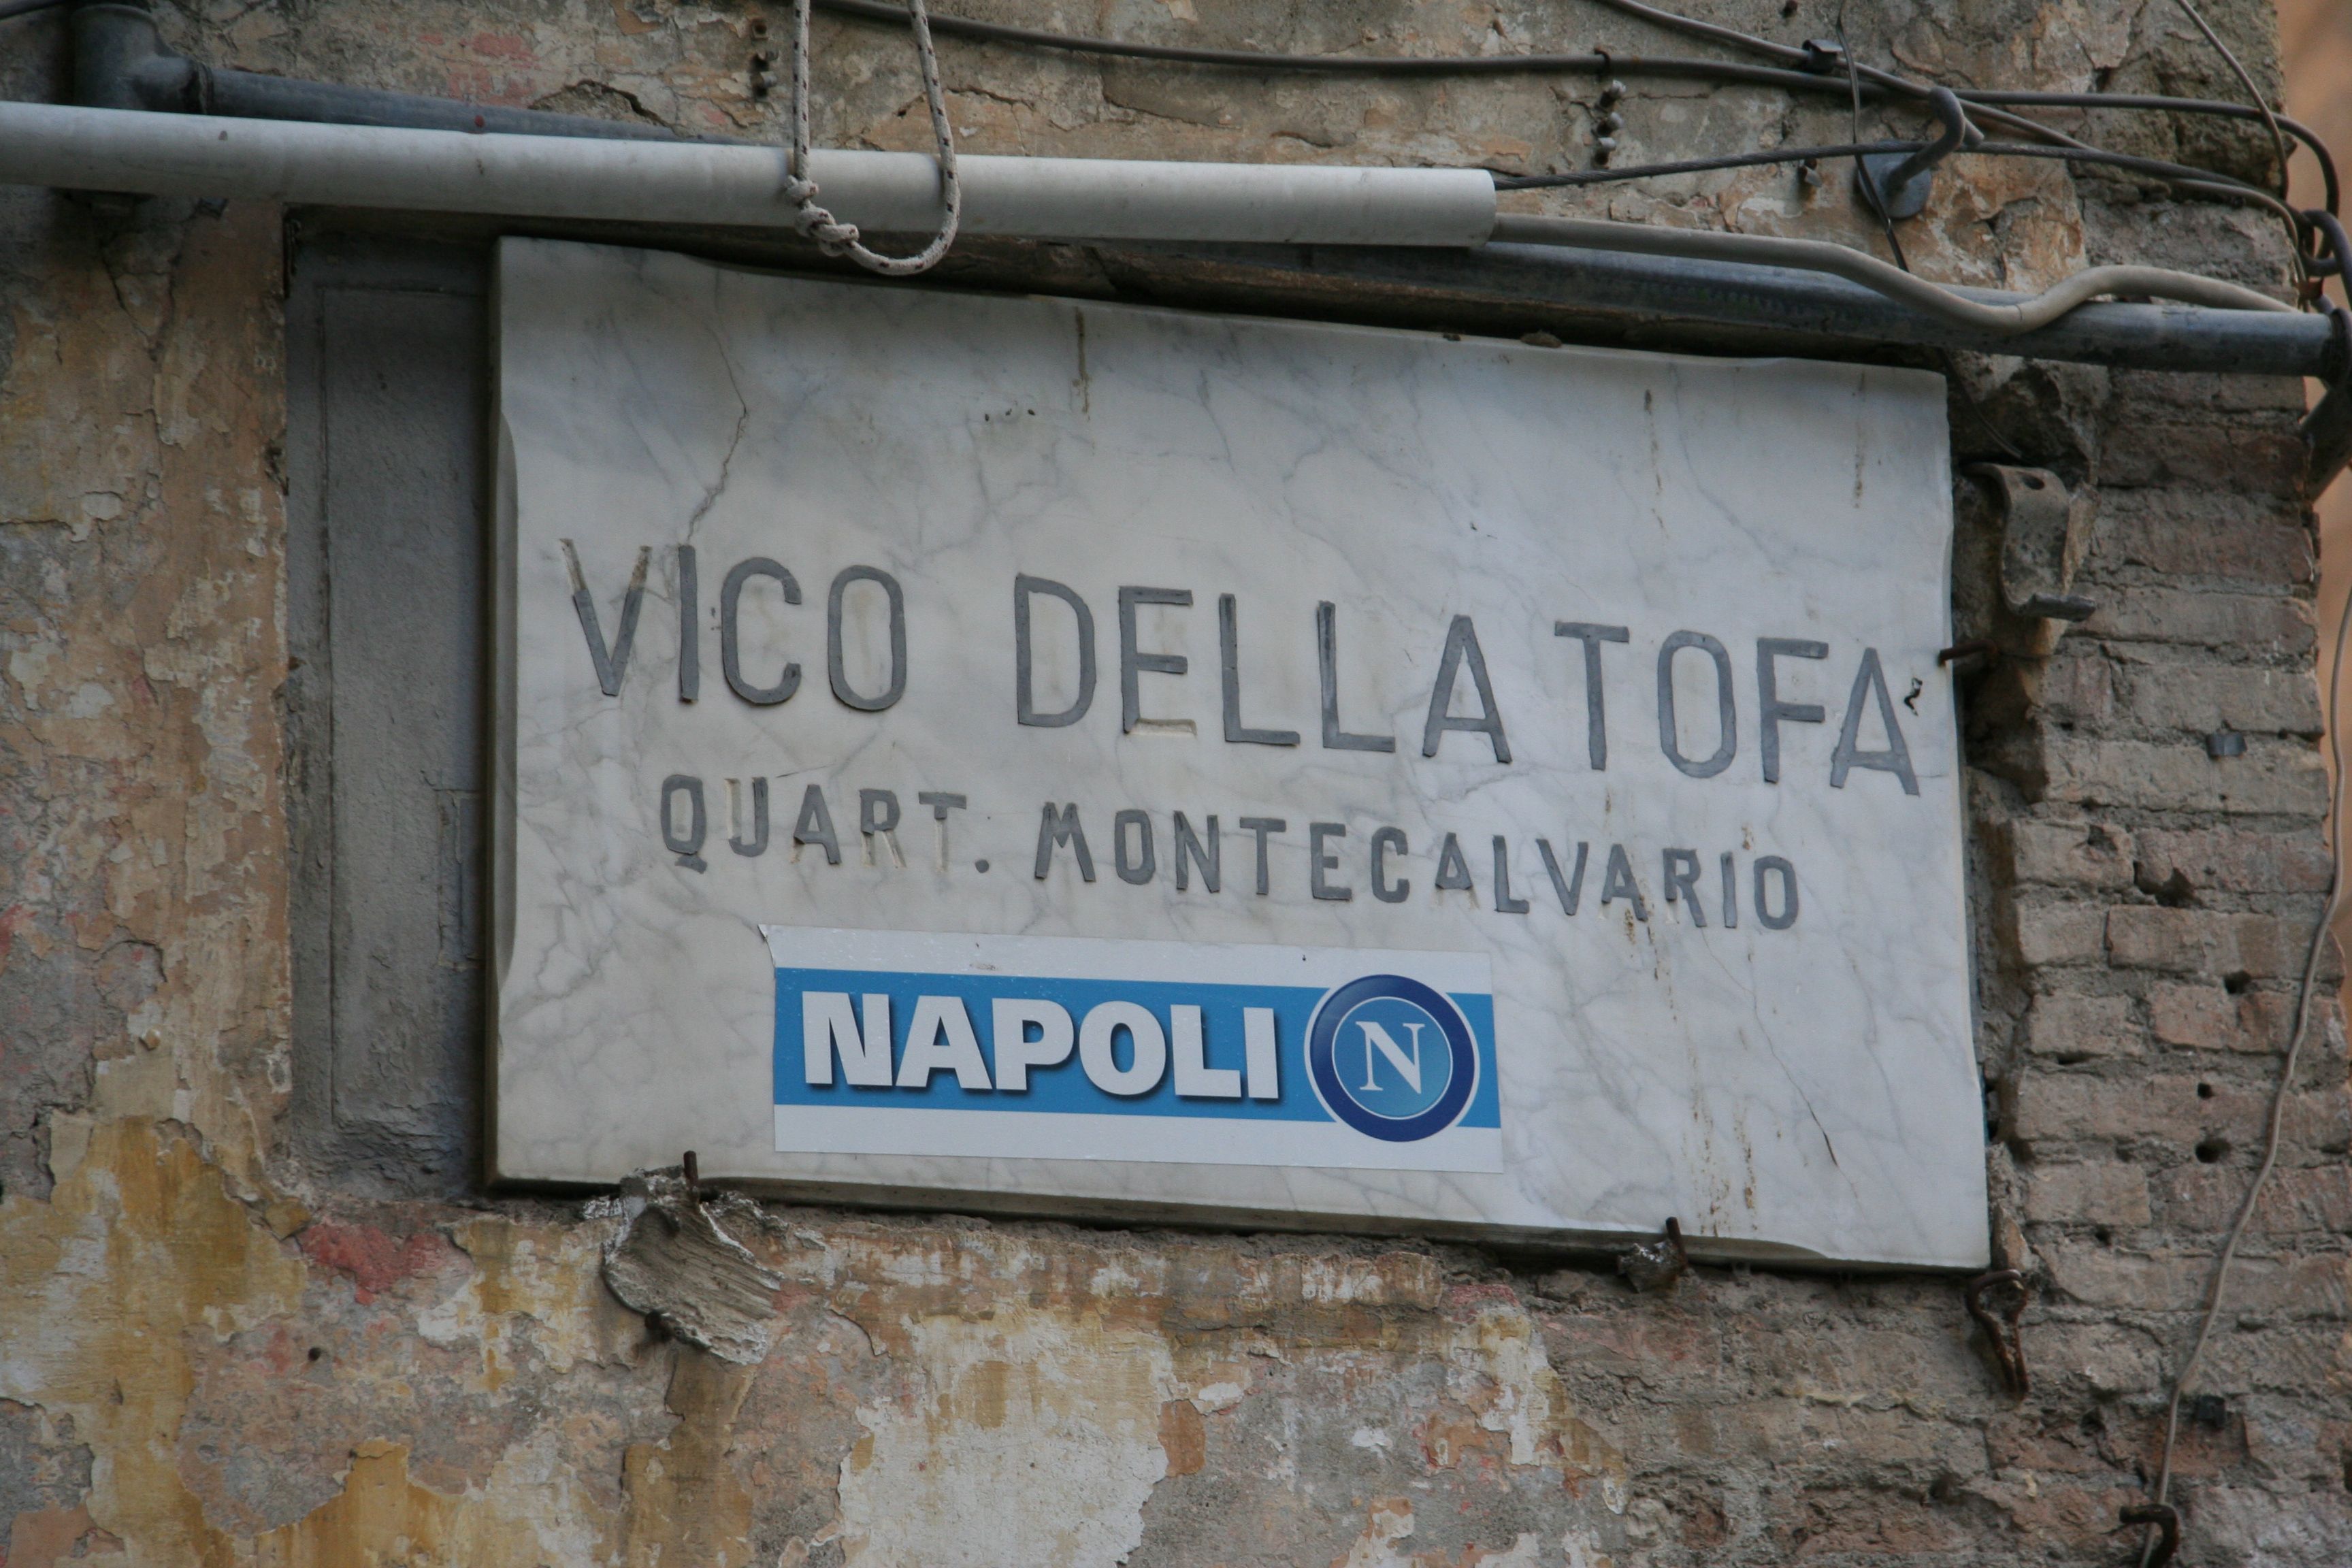 VICO DELLA TOFA
QUART. MONTECALVARIO
NAPOLI N